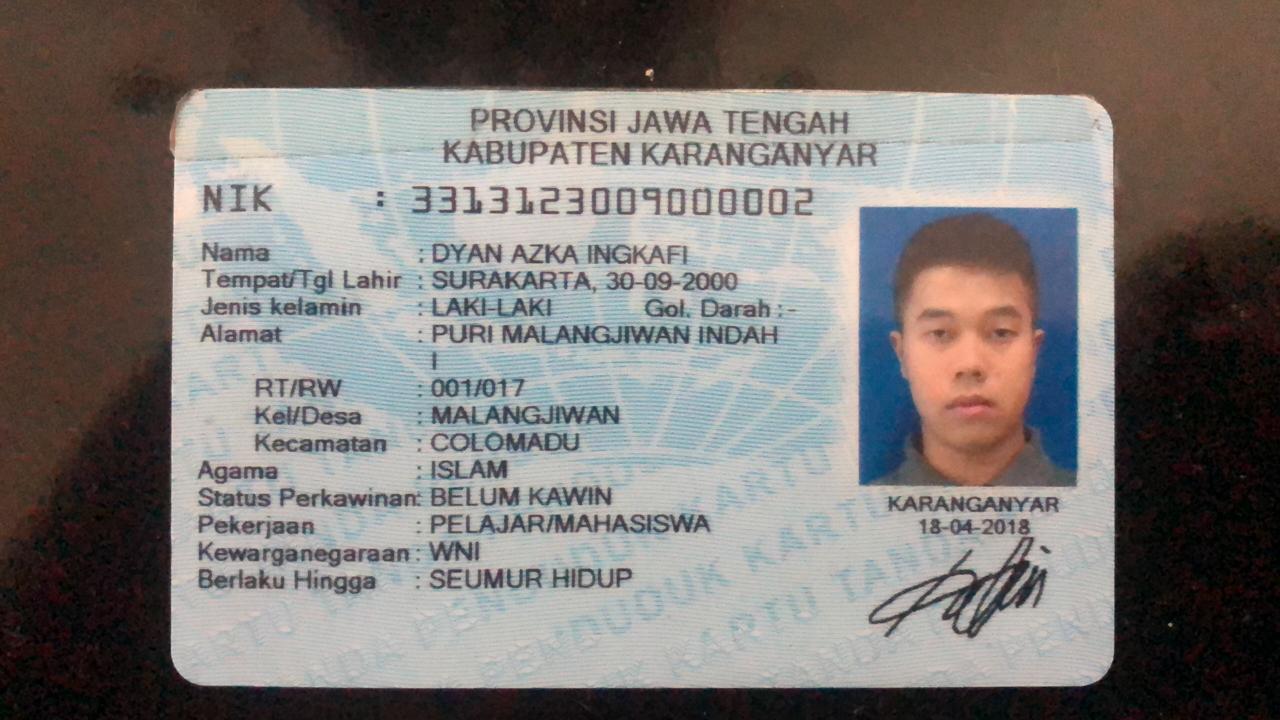 PROVINSI JAWA TENGAH
KABUPATEN KARANGANYAR
NIK : 3313123009000002
Nama : DYAN AZKA INGKAFI
Tempat/Tgl Lahir : SURAKARTA, 30-09-2000
Jenis kelamin : LAKI-LAKI Gol. Darah : -
Alamat : PURI MALANGJIWAN INDAH
I
RT/RW : 001/017
Kel/Desa : MALANGJIWAN
Kecamatan : COLOMADU
Agama : ISLAM
Status Perkawinan: BELUM KAWIN
Pekerjaan : PELAJAR/MAHASISWA
Kewarganegaraan : WNI
Berlaku Hingga : SEUMUR HIDUP
KARANGANYAR
18-04-2018